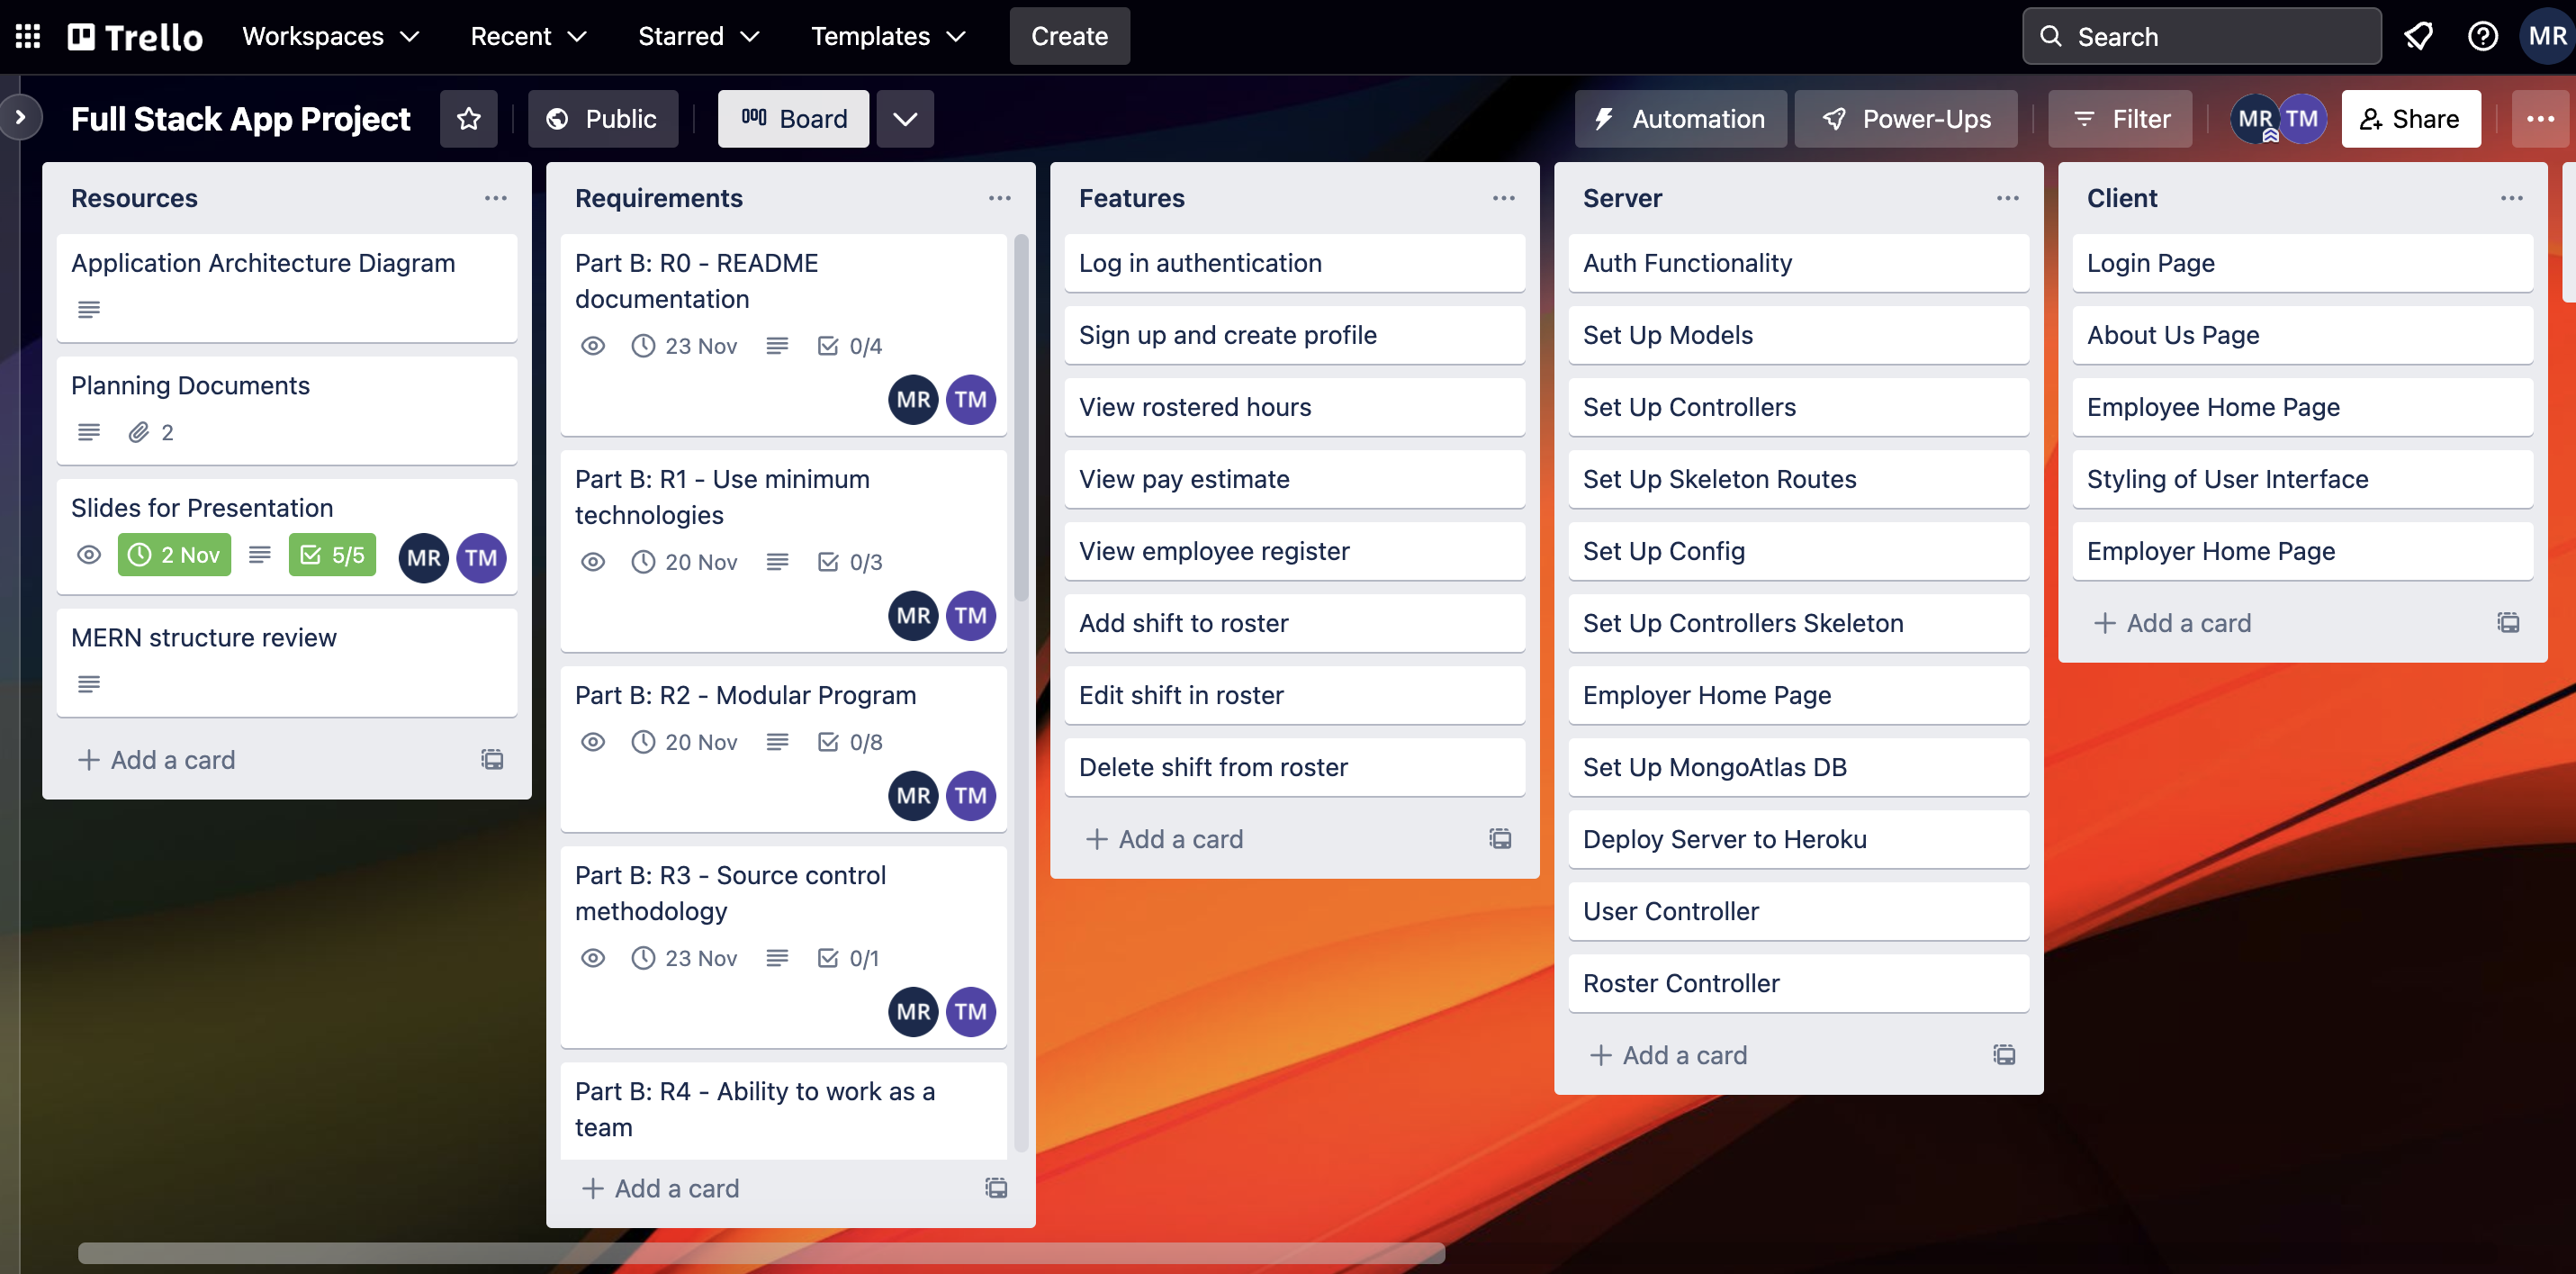 Trello
Workspaces
Recent
Starred
Templates
Create
Search
MR
Full Stack App Project
Public
Board
Automation
Power-Ups
Filter
MR
TM
Share
Resources
Application Architecture Diagram
Planning Documents
2
Slides for Presentation
2 Nov
5/5
MR
TM
MERN structure review
Add a card
Requirements
Part B: R0 - README
documentation
23 Nov
0/4
MR
TM
Part B: R1 - Use minimum
technologies
20 Nov
0/3
MR
TM
Part B: R2 - Modular Program
20 Nov
0/8
MR
TM
Part B: R3 - Source control
methodology
23 Nov
0/1
MR
TM
Part B: R4 - Ability to work as a
team
Add a card
Features
Log in authentication
Sign up and create profile
View rostered hours
View pay estimate
View employee register
Add shift to roster
Edit shift in roster
Delete shift from roster
Add a card
Server
Auth Functionality
Set Up Models
Set Up Controllers
Set Up Skeleton Routes
Set Up Config
Set Up Controllers Skeleton
Employer Home Page
Set Up MongoAtlas DB
Deploy Server to Heroku
User Controller
Roster Controller
Add a card
Client
Login Page
About Us Page
Employee Home Page
Styling of User Interface
Employer Home Page
Add a card